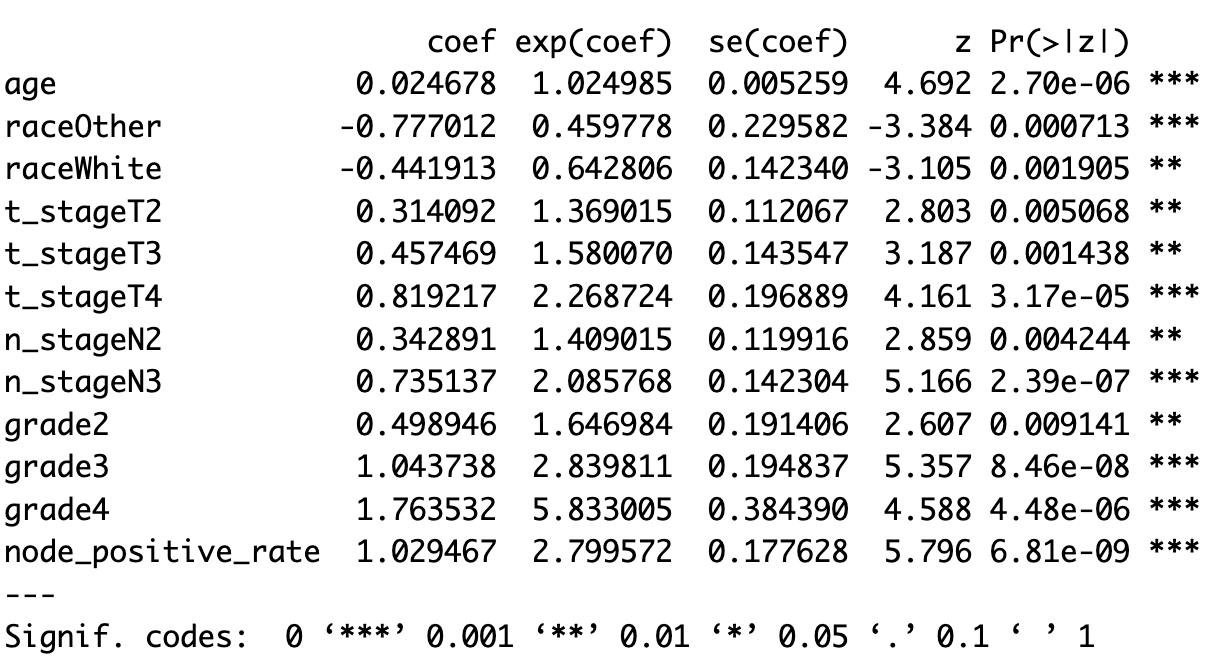 coef exp(coef) se(coef) z Pr(>|z|)
age 0.024678 1.024985 0.005259 4.692 2.70e-06 ***
raceOther -0.777012 0.459778 0.229582 -3.384 0.000713 ***
raceWhite -0.441913 0.642806 0.142340 -3.105 0.001905 **
t_stageT2 0.314092 1.369015 0.112067 2.803 0.005068 **
t_stageT3 0.457469 1.580070 0.143547 3.187 0.001438 **
t_stageT4 0.819217 2.268724 0.196889 4.161 3.17e-05 ***
n_stageN2 0.342891 1.409015 0.119916 2.859 0.004244 **
n_stageN3 0.735137 2.085768 0.142304 5.166 2.39e-07 ***
grade2 0.498946 1.646984 0.191406 2.607 0.009141 **
grade3 1.043738 2.839811 0.194837 5.357 8.46e-08 ***
grade4 1.763532 5.833005 0.384390 4.588 4.48e-06 ***
node_positive_rate 1.029467 2.799572 0.177628 5.796 6.81e-09 ***
---
Signif. codes: 0 ‘***’ 0.001 ‘**’ 0.01 ‘*’ 0.05 ‘.’ 0.1 ‘ ’ 1